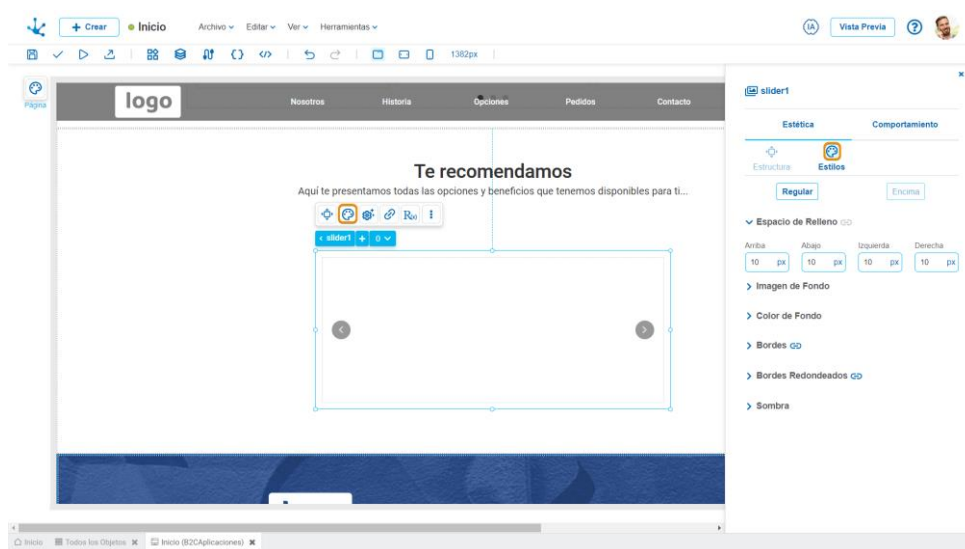 + Crear
Inicio
Archivo
Editar
Ver
Herramientas
IA
Vista Previa
?
1382px
Página
logo
Nosotros
Historia
Opciones
Pedidos
Contacto
slider1
Estética
Comportamiento
Estructura
Estilos
Regular
Encima
Espacio de Relleno
Arriba
Abajo
Izquierda
Derecha
10 px
10 px
10 px
10 px
Imagen de Fondo
Color de Fondo
Bordes
Bordes Redondeados
Sombra
Te recomendamos
Aquí te presentamos todas las opciones y beneficios que tenemos disponibles para ti...
R(x)
‹ slider1 + 0
Inicio
Todos los Objetos
Inicio (B2CAplicaciones)